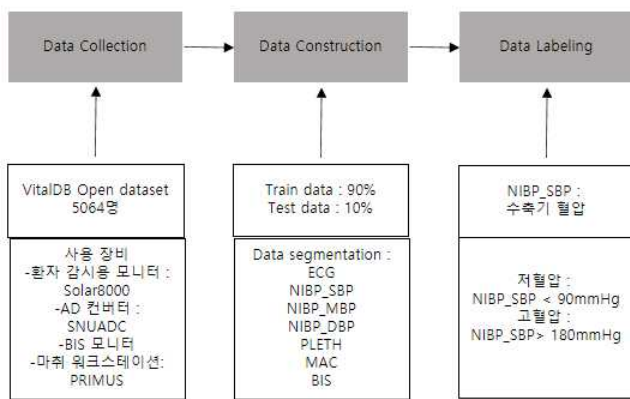 Data Collection
Data Construction
Data Labeling
VitalDB Open dataset
5064명
사용 장비
-환자 감시용 모니터 :
Solar8000
-AD 컨버터 :
SNUADC
-BIS 모니터
-마취 워크스테이션:
PRIMUS
Train data : 90%
Test data : 10%
Data segmentation :
ECG
NIBP_SBP
NIBP_MBP
NIBP_DBP
PLETH
MAC
BIS
NIBP_SBP :
수축기 혈압
저혈압 :
NIBP_SBP < 90mmHg
고혈압 :
NIBP_SBP> 180mmHg